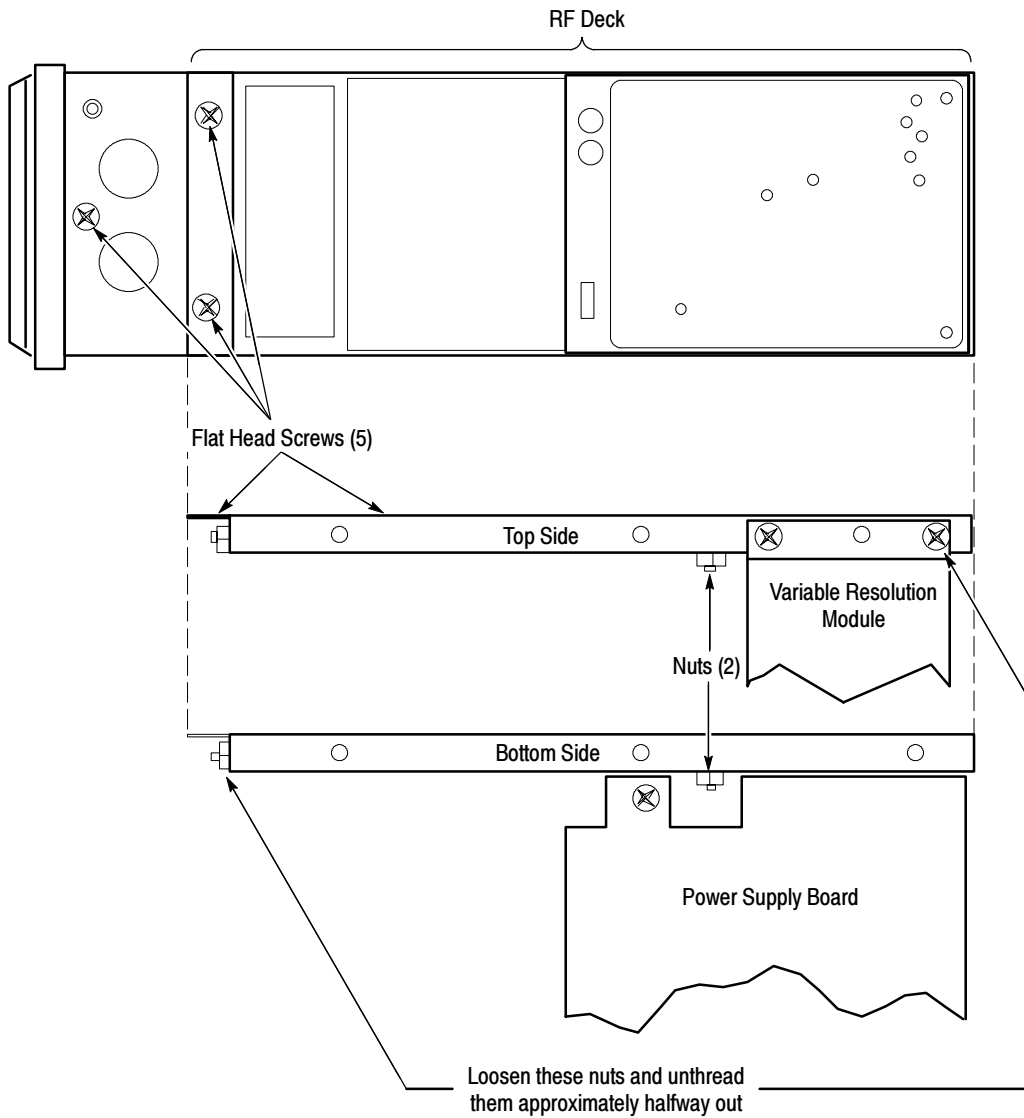 RF Deck
Flat Head Screws (5)
Top Side
Variable Resolution
Module
Nuts (2)
Bottom Side
Power Supply Board
Loosen these nuts and unthread
them approximately halfway out